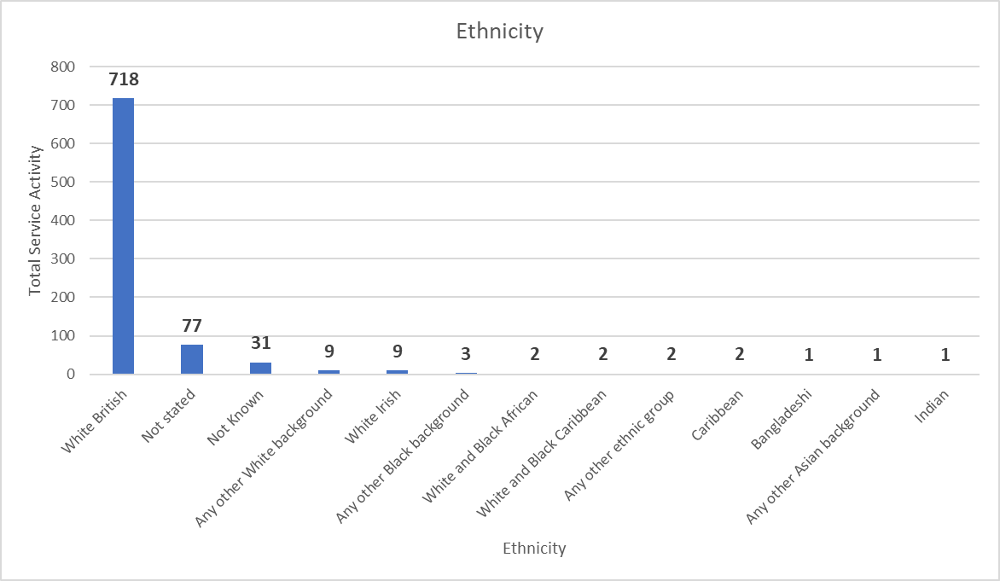 Ethnicity
800
700
600
500
400
300
200
100
0
Total Service Activity
718
77
31
9
9
3
2
2
2
2
1
1
1
White British
Not stated
Not Known
Any other White background
White Irish
Any other Black background
White and Black African
White and Black Caribbean
Any other ethnic group
Caribbean
Bangladeshi
Any other Asian background
Indian
Ethnicity